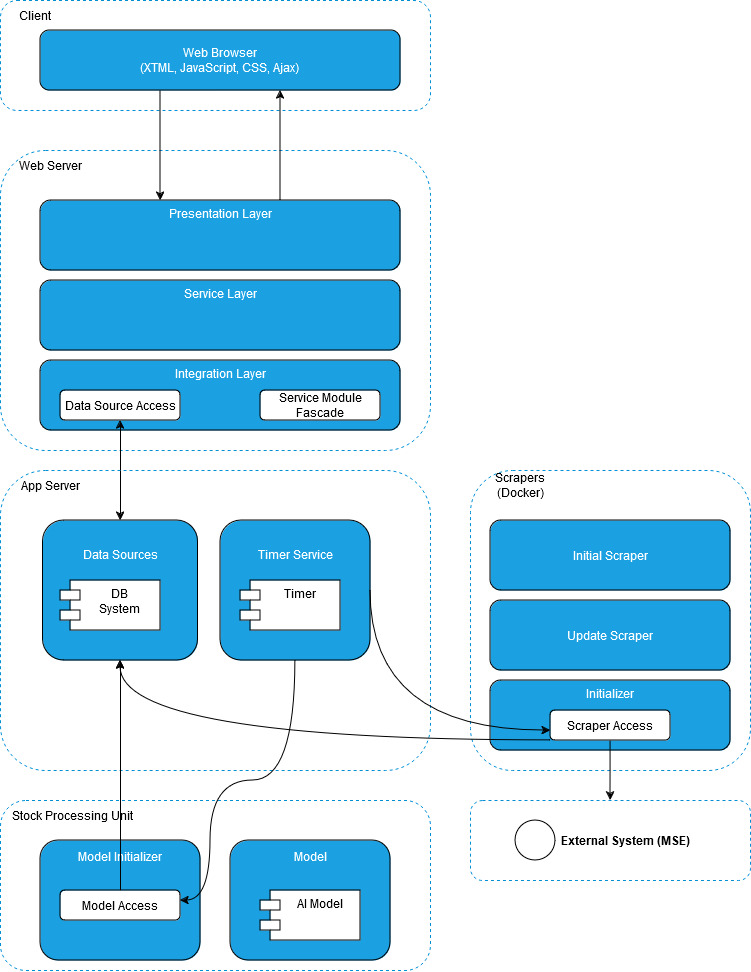 Client
Web Browser
(XTML, JavaScript, CSS, Ajax)
Web Server
Presentation Layer
Service Layer
Integration Layer
Data Source Access
Service Module
Fascade
App Server
Data Sources
DB
System
Timer Service
Timer
Scrapers
(Docker)
Initial Scraper
Update Scraper
Initializer
Scraper Access
Stock Processing Unit
Model Initializer
Model Access
Model
AI Model
External System (MSE)